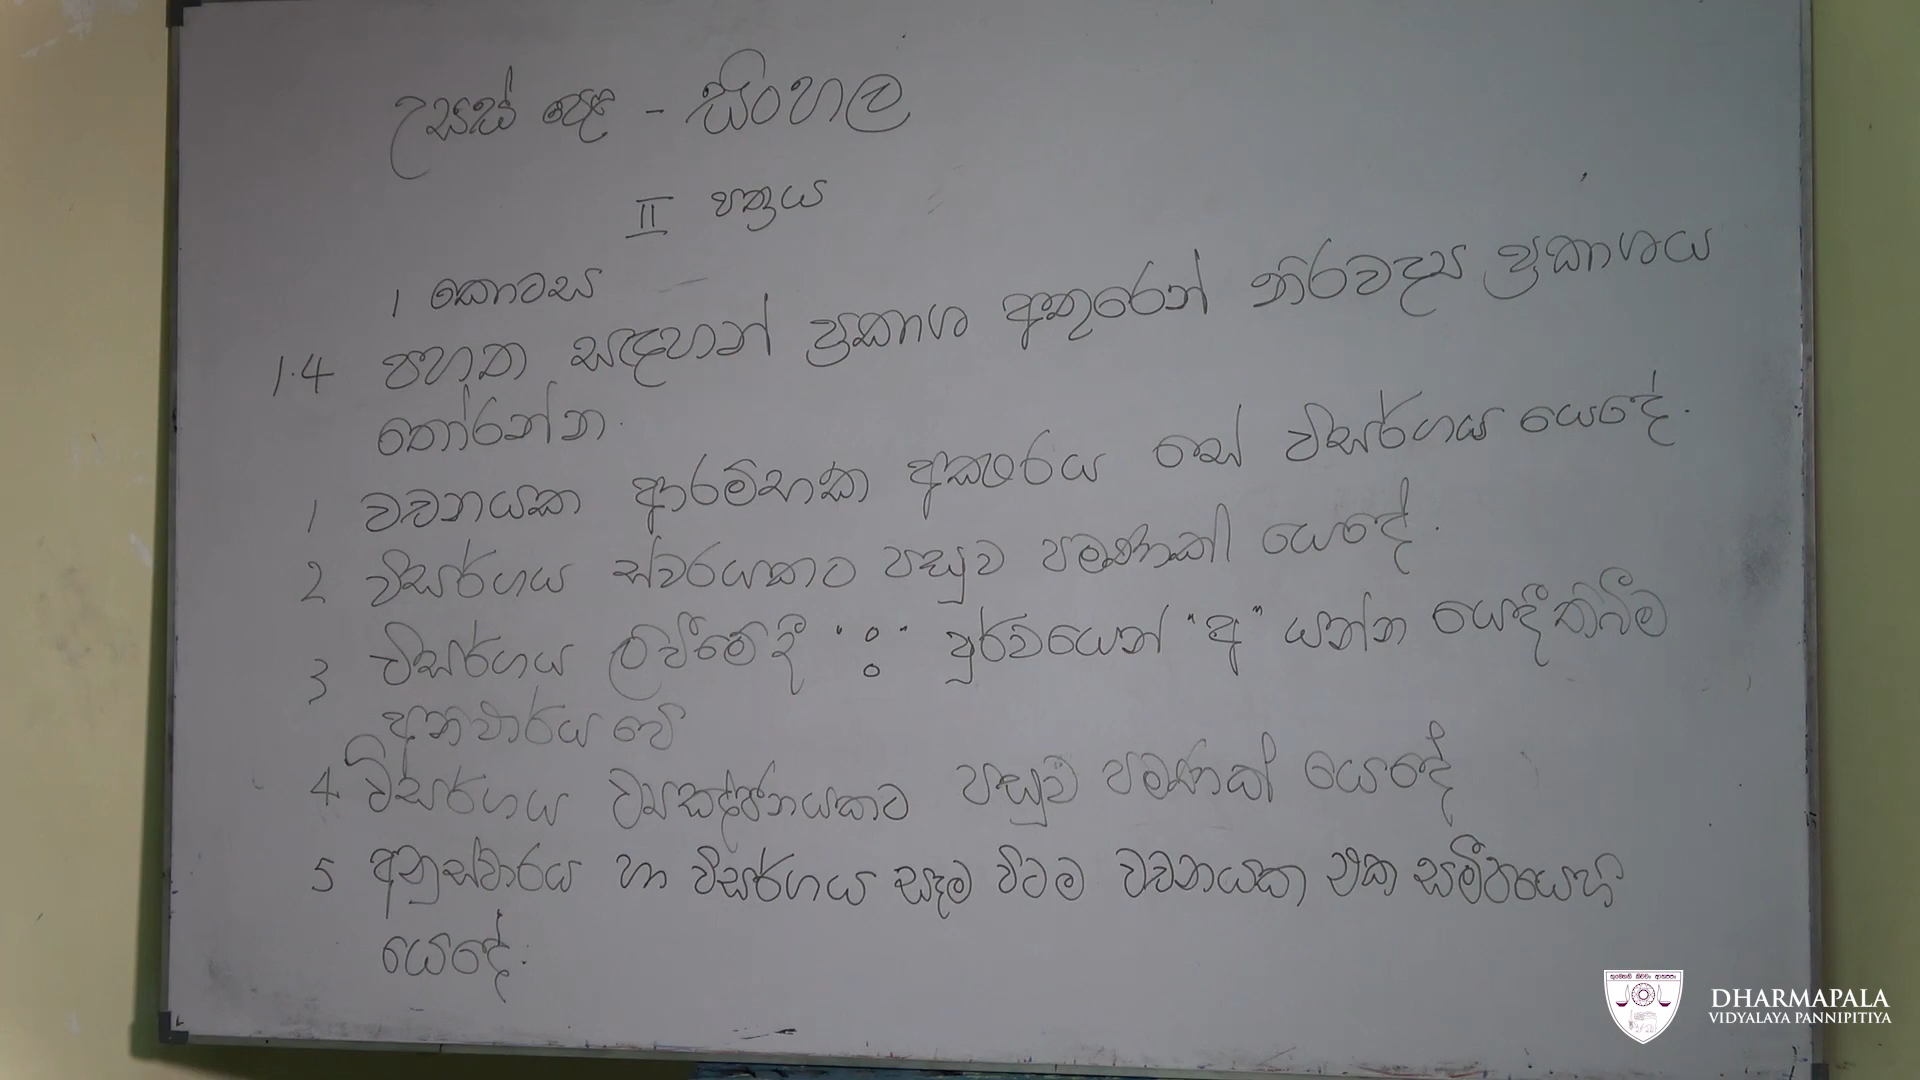 උසස් පෙළ - සිංහල
II පත්‍රය
1 කොටස
1.4 පහත සඳහන් ප්‍රකාශ අතුරෙන් නිරවද්‍ය ප්‍රකාශය
තෝරන්න.
1 වචනයක ආරම්භක අක්ෂරය සේ විසර්ගය යෙදේ.
2 විසර්ගය ස්වරයකට පසුව පමණක් යෙදේ.
3 විසර්ගය ලිවීමේ දී "ඃ" පූර්වයෙන් "අ" යන්න යෙදී තිබීම
අනිවාර්ය වේ
4 විසර්ගය ව්‍යඤ්ජනයකට පසුව පමණක් යෙදේ
5 අනුස්වාරය හා විසර්ගය සෑම විටම වචනයක එක සමීපයෙහි
යෙදේ.
DHARMAPALA
VIDYALAYA PANNIPITIYA